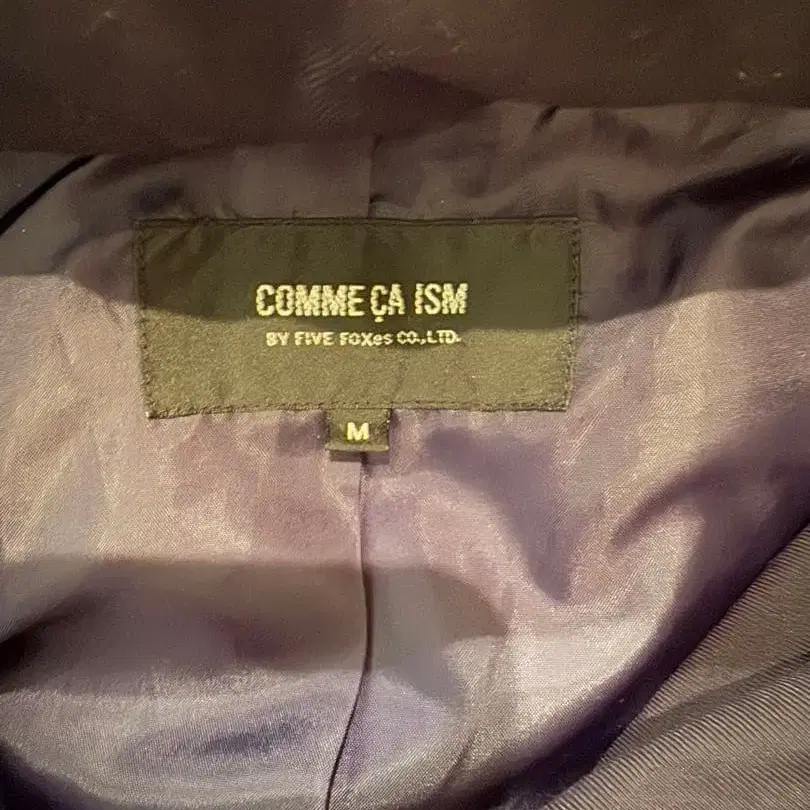 COMME ÇA ISM
BY FIVE FOXes CO.,LTD.
M